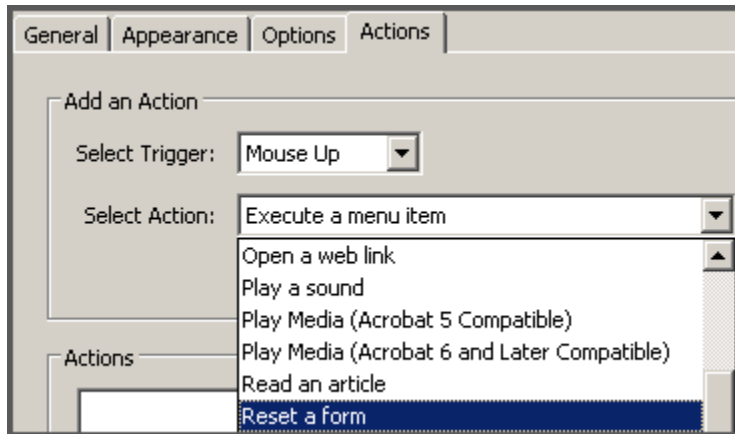 General Appearance Options Actions
Add an Action
Select Trigger: Mouse Up
Select Action: Execute a menu item
Open a web link
Play a sound
Play Media (Acrobat 5 Compatible)
Play Media (Acrobat 6 and Later Compatible)
Actions
Read an article
Reset a form